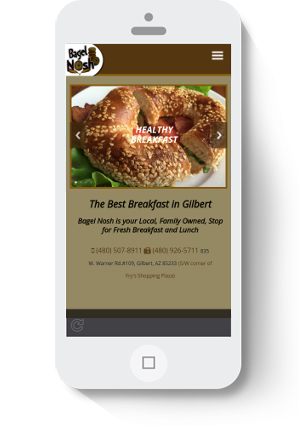 Bagel
Nosh
HEALTHY
BREAKFAST
The Best Breakfast in Gilbert
Bagel Nosh is your Local, Family Owned, Stop
for Fresh Breakfast and Lunch
(480) 507-8911 (480) 926-5711 835
W. Warner Rd.#109, Gilbert, AZ 85233 (S/W corner of
Fry's Shopping Plaza)